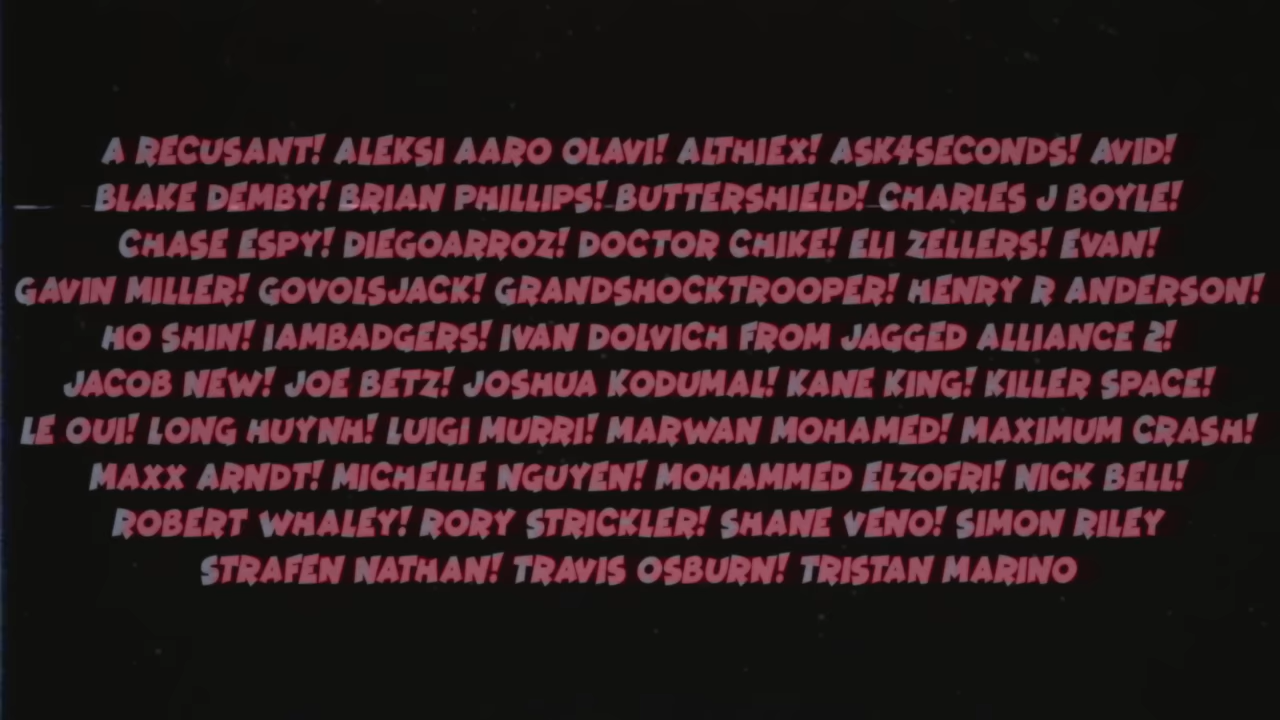 A RECUSANT! ALEKSI AARO OLAVI! ALTHIEX! ASK4SECONDS! AVID!
BLAKE DEMBY! BRIAN PHILLIPS! BUTTERSHIELD! CHARLES J BOYLE!
CHASE ESPY! DIEGOARROZ! DOCTOR CHIKE! ELI ZELLERS! EVAN!
GAVIN MILLER! GOVOLSJACK! GRANDSHOCKTROOPER! HENRY R ANDERSON!
HO SHIN! IAMBADGERS! IVAN DOLVICH FROM JAGGED ALLIANCE 2!
JACOB NEW! JOE BETZ! JOSHUA KODUMAL! KANE KING! KILLER SPACE!
LE OUI! LONG HUYNH! LUIGI MURRI! MARWAN MOHAMED! MAXIMUM CRASH!
MAXX ARNDT! MICHELLE NGUYEN! MOHAMMED ELZOFRI! NICK BELL!
ROBERT WHALEY! RORY STRICKLER! SHANE VENO! SIMON RILEY
STRAFEN NATHAN! TRAVIS OSBURN! TRISTAN MARINO